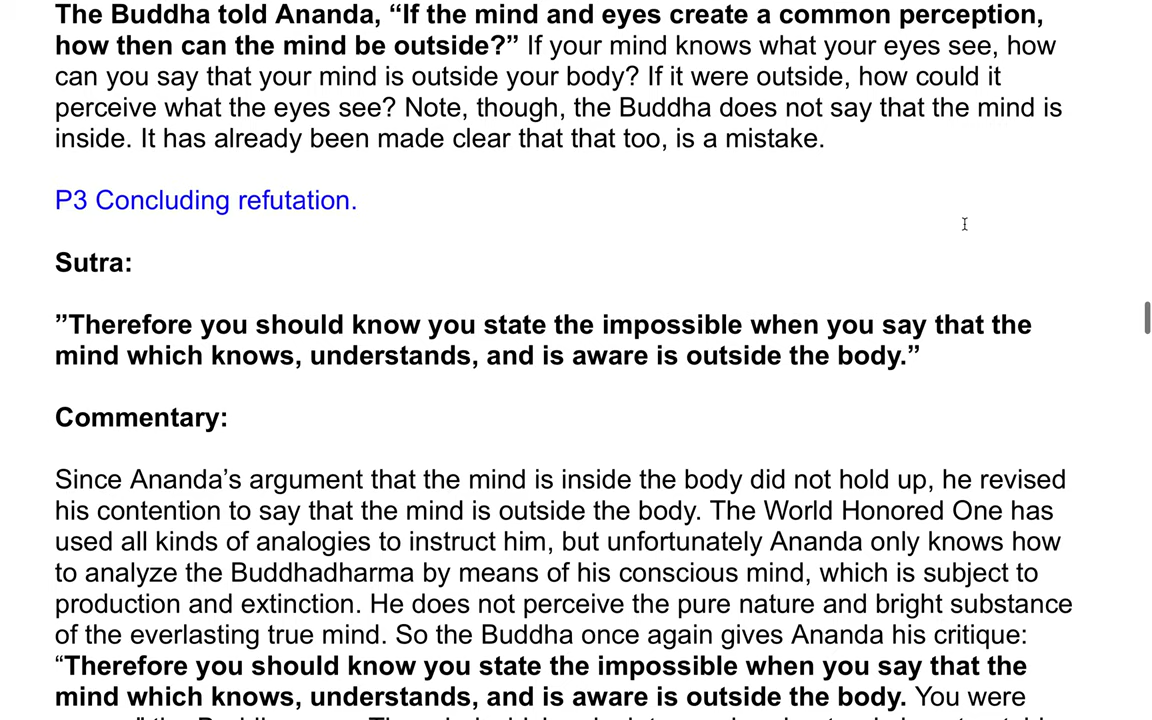 The Buddha told Ananda, “If the mind and eyes create a common perception,
how then can the mind be outside?” If your mind knows what your eyes see, how
can you say that your mind is outside your body? If it were outside, how could it
perceive what the eyes see? Note, though, the Buddha does not say that the mind is
inside. It has already been made clear that that too, is a mistake.
P3 Concluding refutation.
Sutra:
”Therefore you should know you state the impossible when you say that the
mind which knows, understands, and is aware is outside the body.”
Commentary:
Since Ananda’s argument that the mind is inside the body did not hold up, he revised
his contention to say that the mind is outside the body. The World Honored One has
used all kinds of analogies to instruct him, but unfortunately Ananda only knows how
to analyze the Buddhadharma by means of his conscious mind, which is subject to
production and extinction. He does not perceive the pure nature and bright substance
of the everlasting true mind. So the Buddha once again gives Ananda his critique:
“Therefore you should know you state the impossible when you say that the
mind which knows, understands, and is aware is outside the body. You were